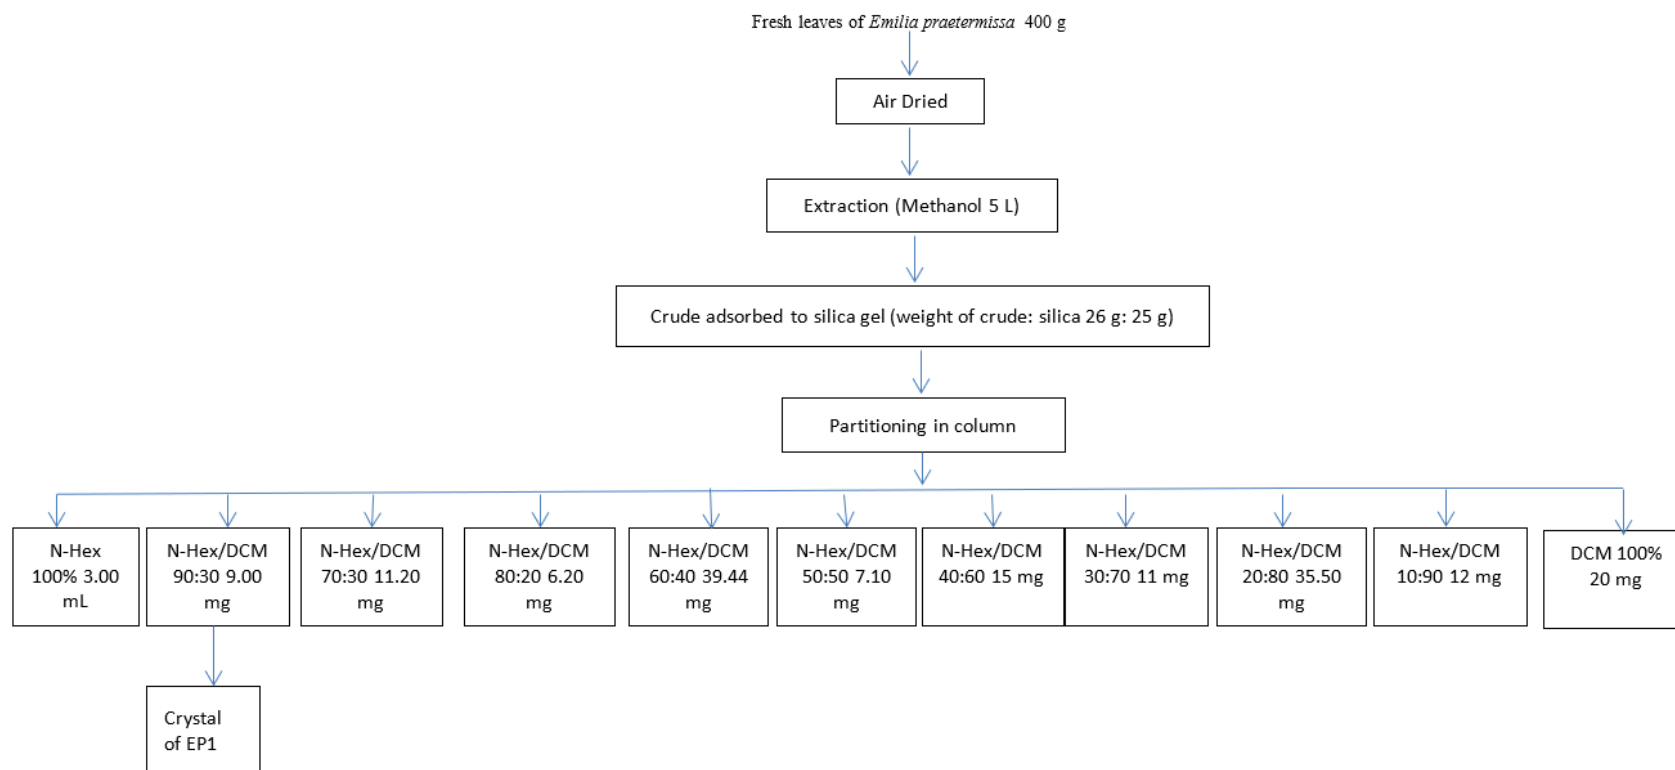 Fresh leaves of Emilia praetermissa 400 g
Air Dried
Extraction (Methanol 5 L)
Crude adsorbed to silica gel (weight of crude: silica 26 g: 25 g)
Partitioning in column
N-Hex
100% 3.00
mL
N-Hex/DCM
90:30 9.00
mg
N-Hex/DCM
70:30 11.20
mg
N-Hex/DCM
80:20 6.20
mg
N-Hex/DCM
60:40 39.44
mg
N-Hex/DCM
50:50 7.10
mg
N-Hex/DCM
40:60 15 mg
N-Hex/DCM
30:70 11 mg
N-Hex/DCM
20:80 35.50
mg
N-Hex/DCM
10:90 12 mg
DCM 100%
20 mg
Crystal
of EP1